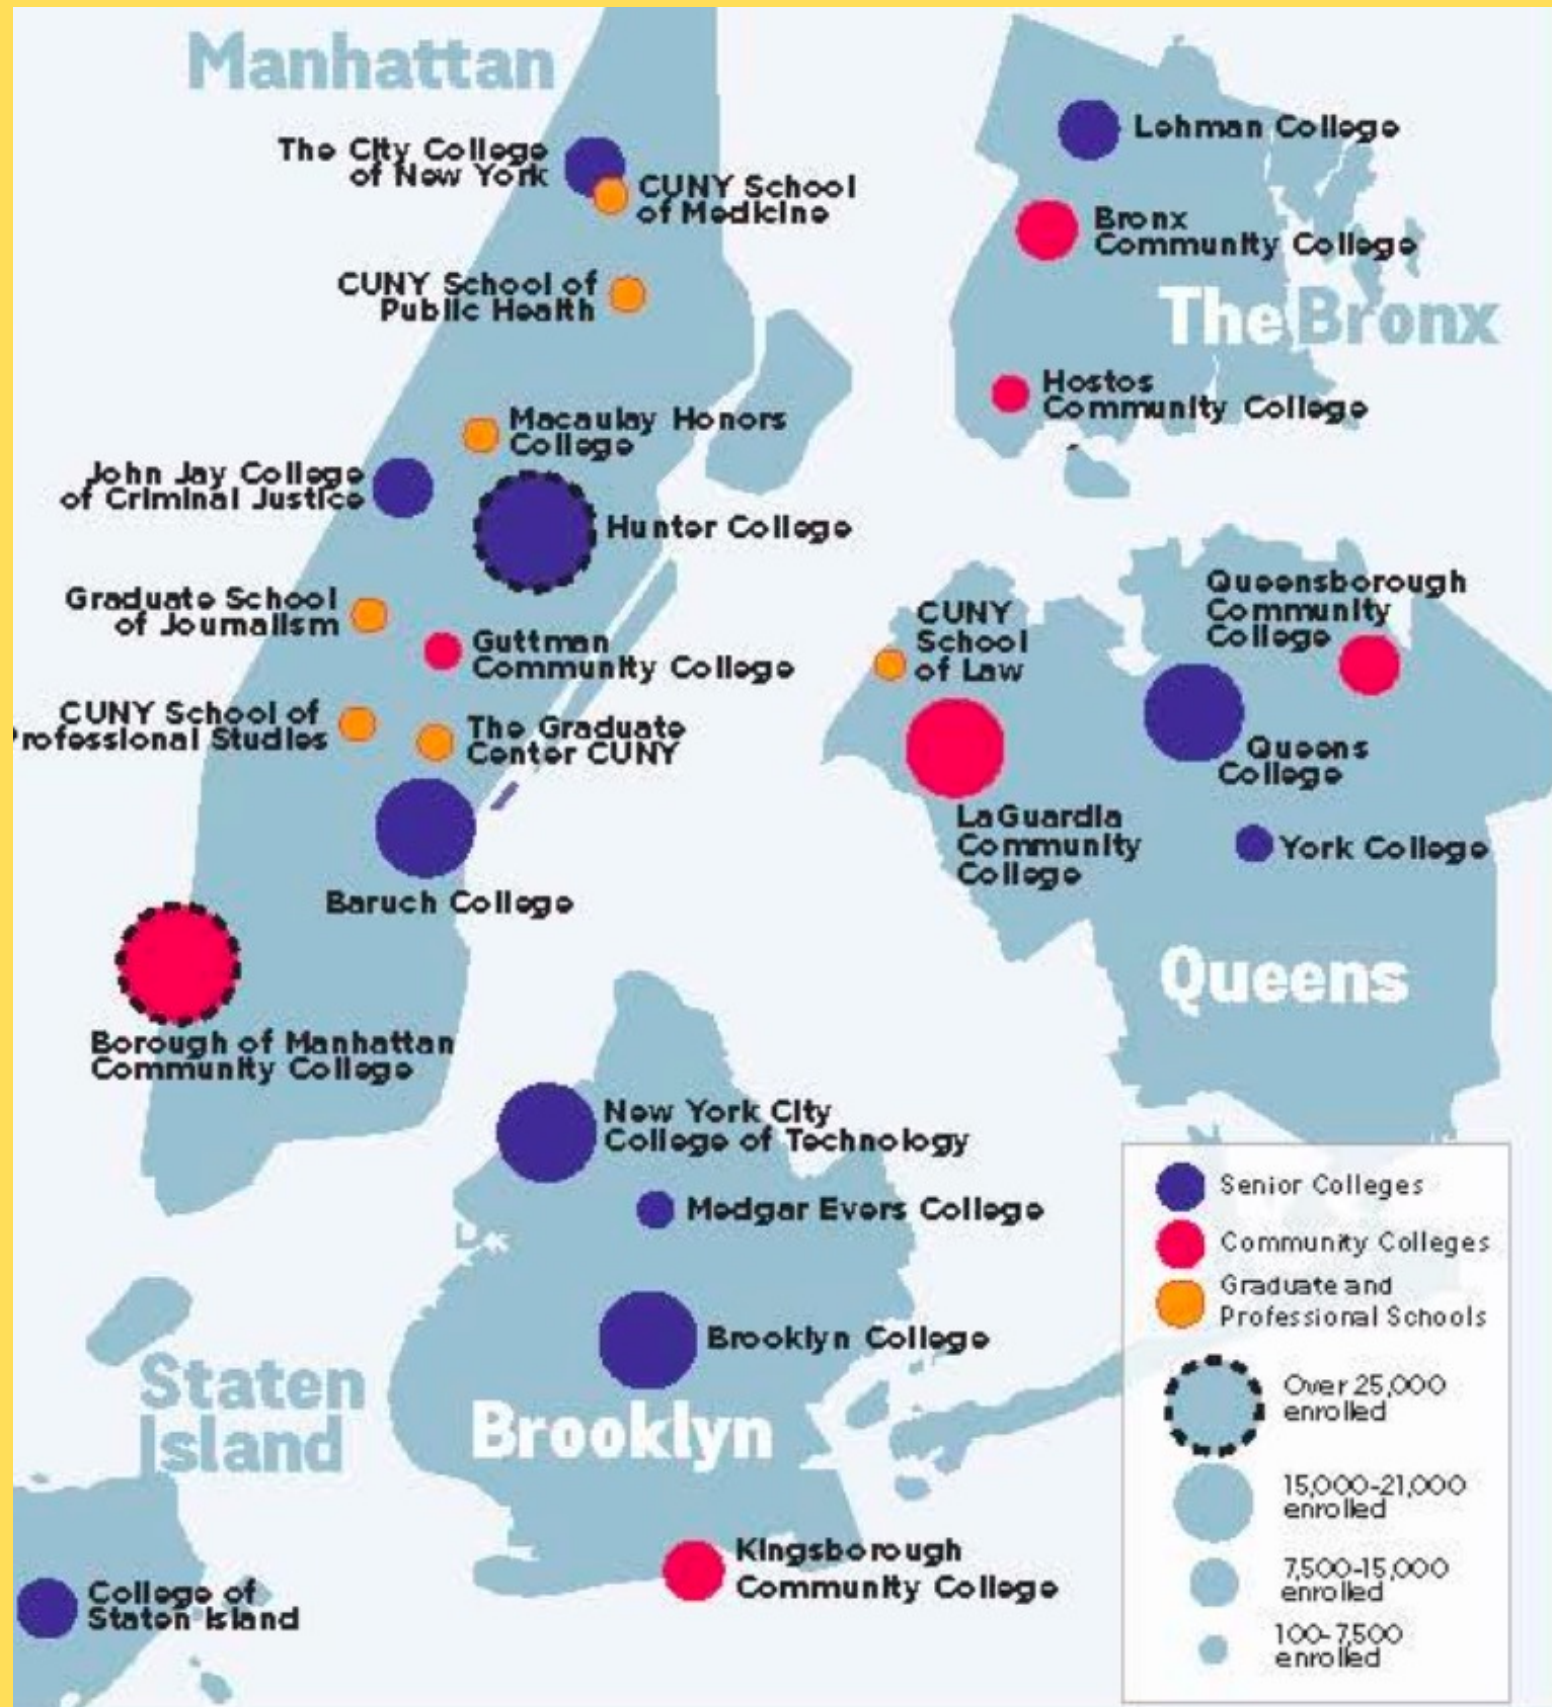 Manhattan
The City College
of New York
CUNY School
of Medicine
CUNY School of
Public Health
Macaulay Honors
College
John Jay College
of Criminal Justice
Hunter College
Graduate School
of Journalism
Guttman
Community College
CUNY School of
rofessional Studies
The Graduate
Center CUNY
Baruch College
Borough of Manhattan
Community College
Lehman College
Bronx
Community College
The Bronx
Hostos
Community College
CUNY
School
of Law
Queensborough
Community
College
Queens
College
LaGuardia
Community
College
York College
Queens
New York City
College of Technology
Medgar Evers College
Brooklyn College
Brooklyn
Kingsborough
Community College
Staten
Island
College of
Staten Island
Senior Colleges
Community Colleges
Graduate and
Professional Schools
Over 25,000
enrolled
15,000-21,000
enrolled
7,500-15,000
enrolled
100-7,500
enrolled